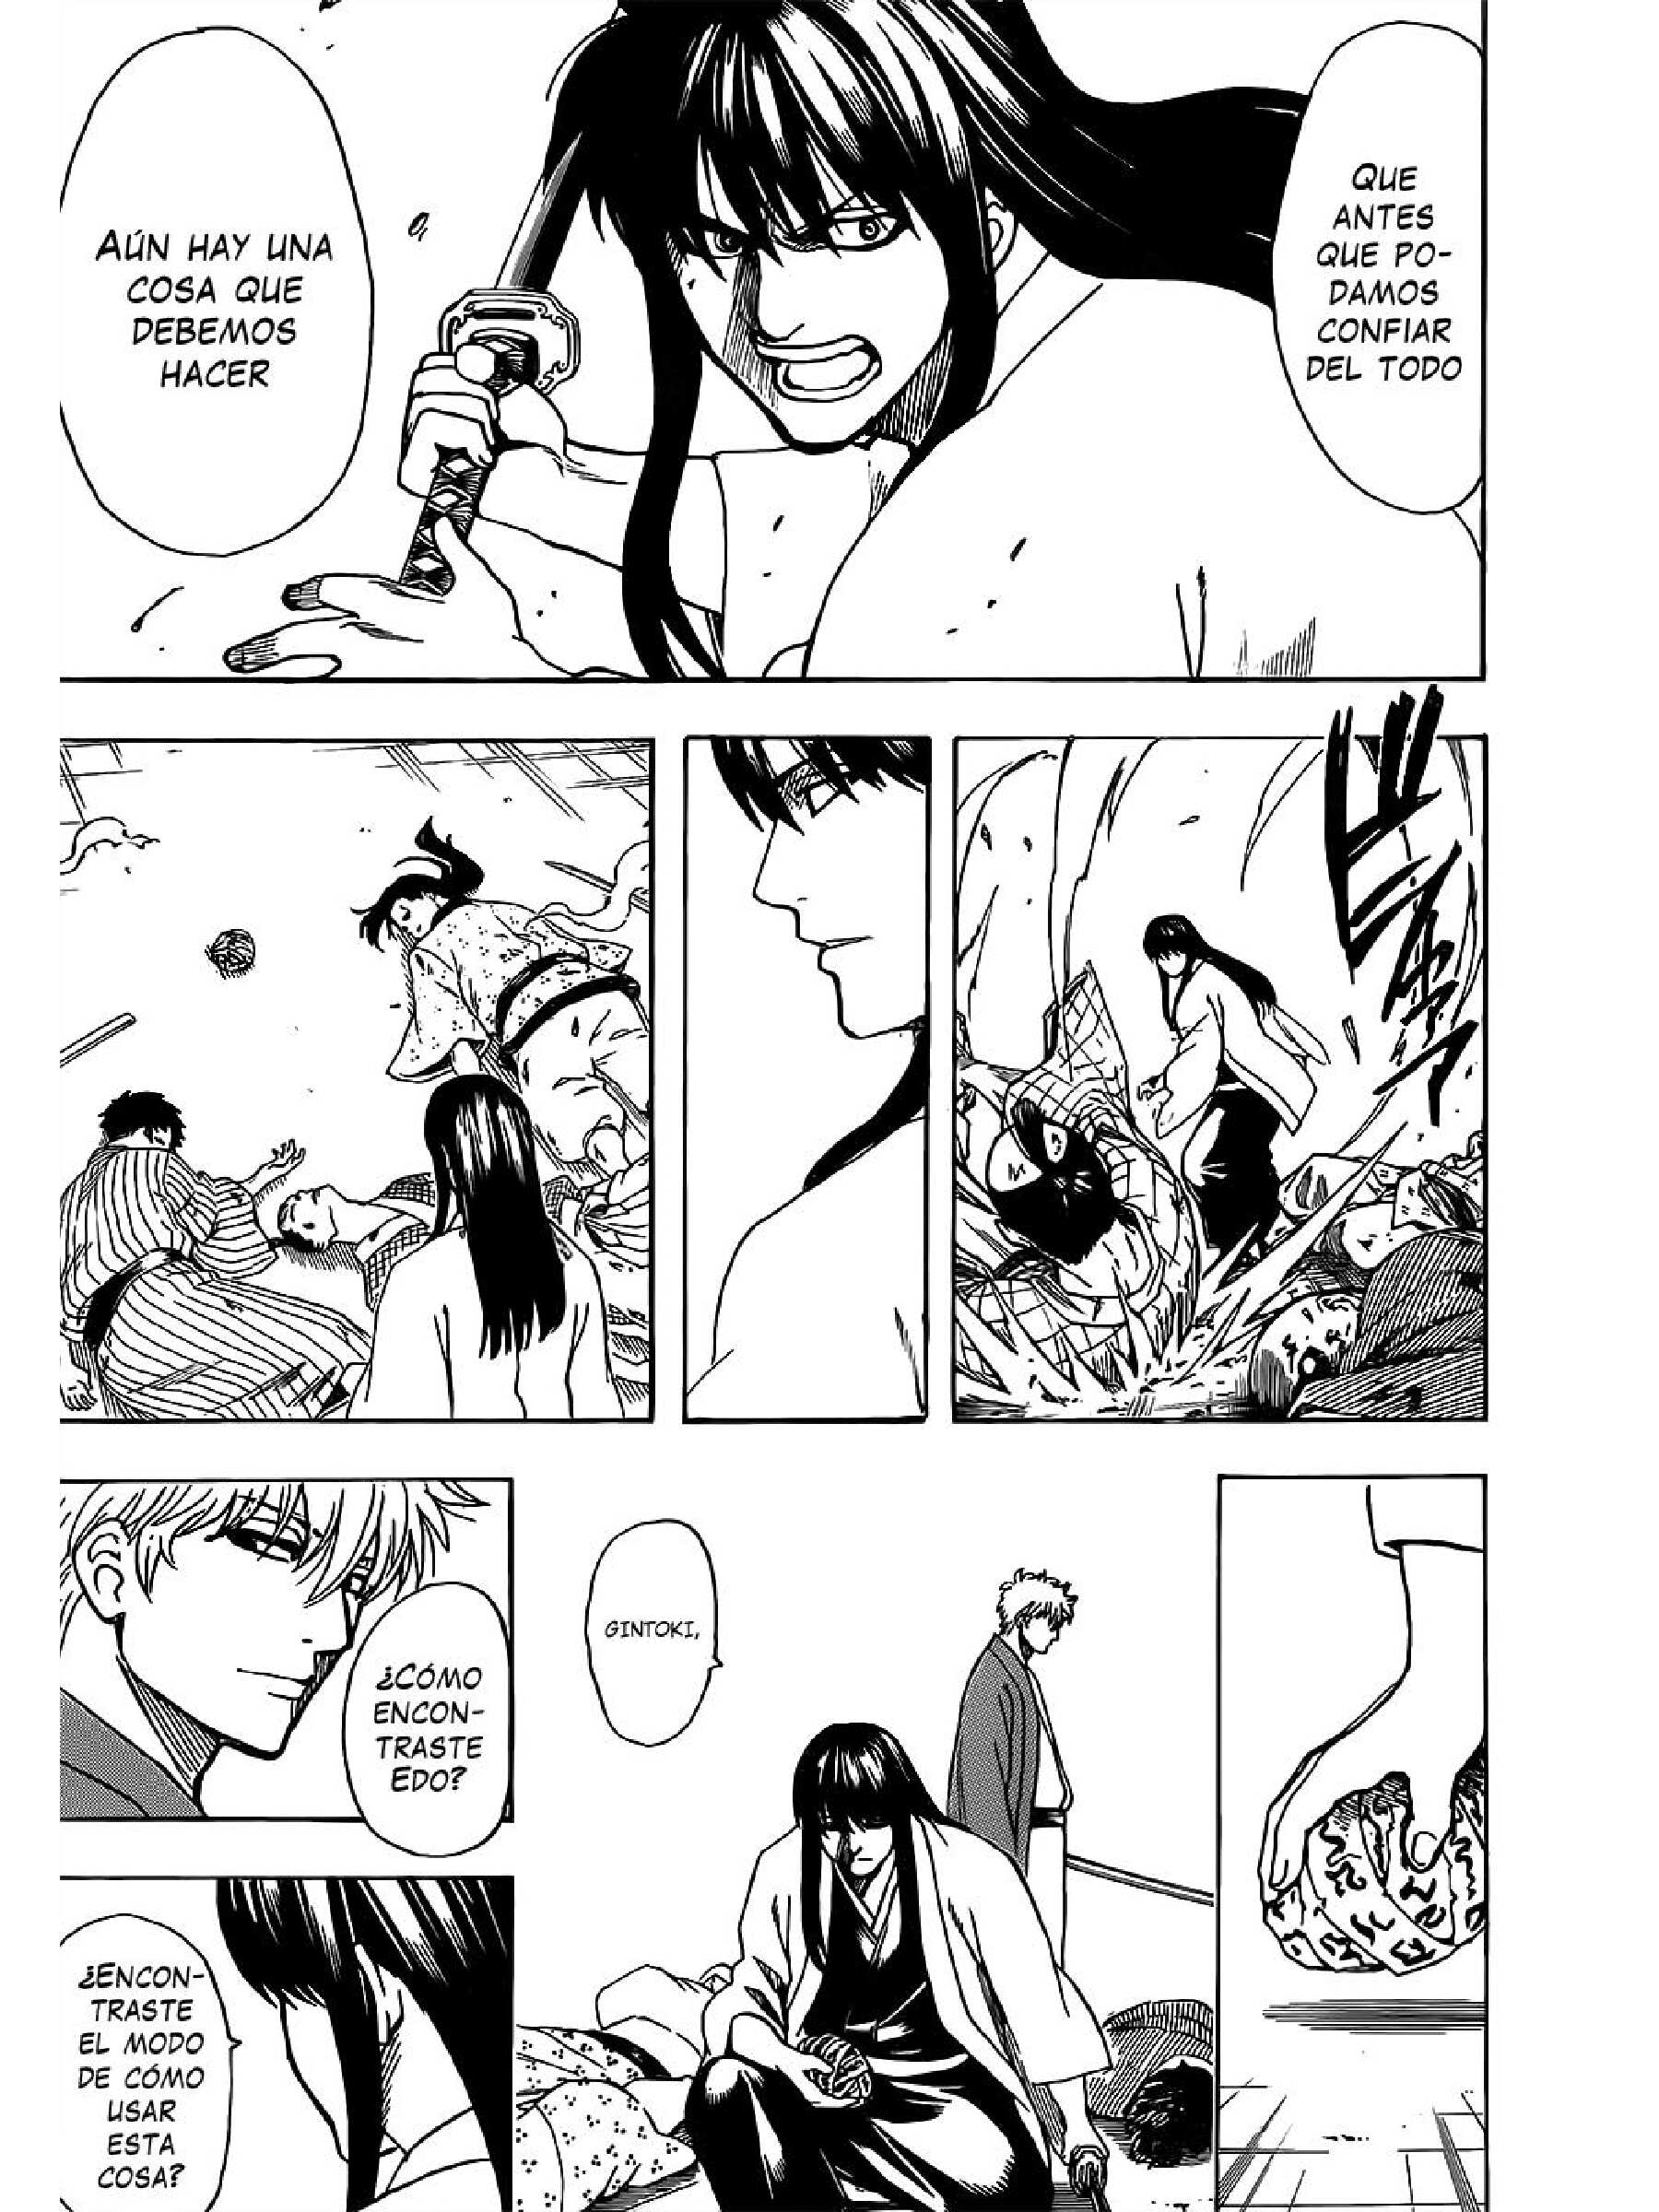 QUE
ANTES
QUE PO-
DAMOS
CONFIAR
DEL TODO
AÚN HAY UNA
COSA QUE
DEBEMOS
HACER
GINTOKI,
¿CÓMO
ENCON-
TRASTE
EDO?
¿ENCON-
TRASTE
EL MODO
DE CÓMO
USAR
ESTA
COSA?